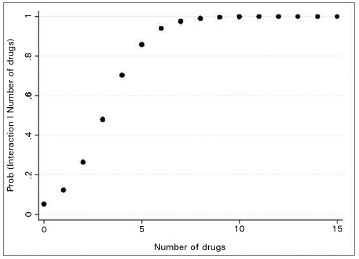 Prob (Interaction | Number of drugs)
1
.8
.6
.4
.2
0
0 5 10 15
Number of drugs